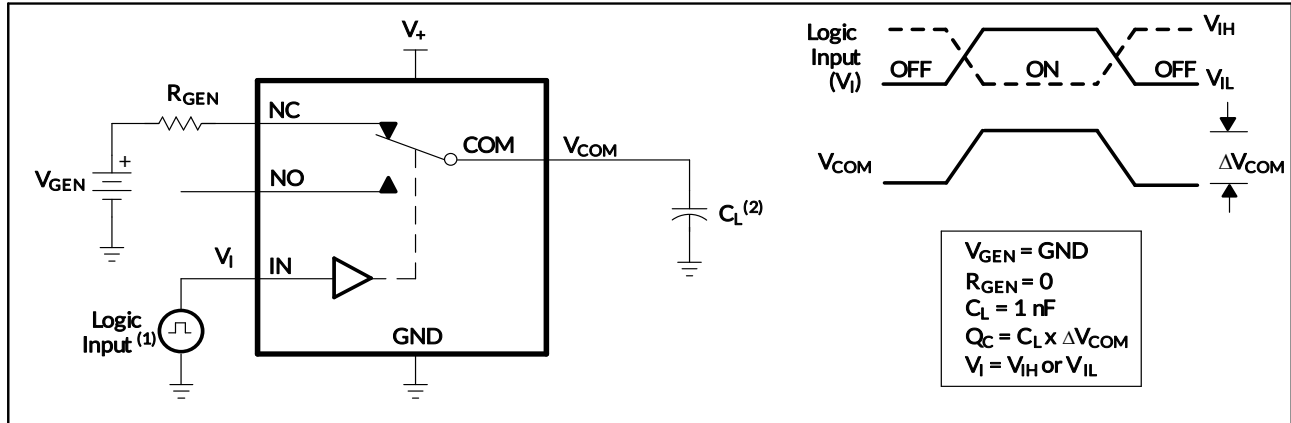 V+
RGEN
NC
COM
VCOM
+
VGEN
NO
CL(2)
VI
IN
Logic
Input (1)
GND
Logic
Input
(VI)
OFF
ON
OFF
VIH
VIL
VCOM
ΔVCOM
VGEN = GND
RGEN = 0
CL = 1 nF
QC = CL x ΔVCOM
VI = VIH or VIL